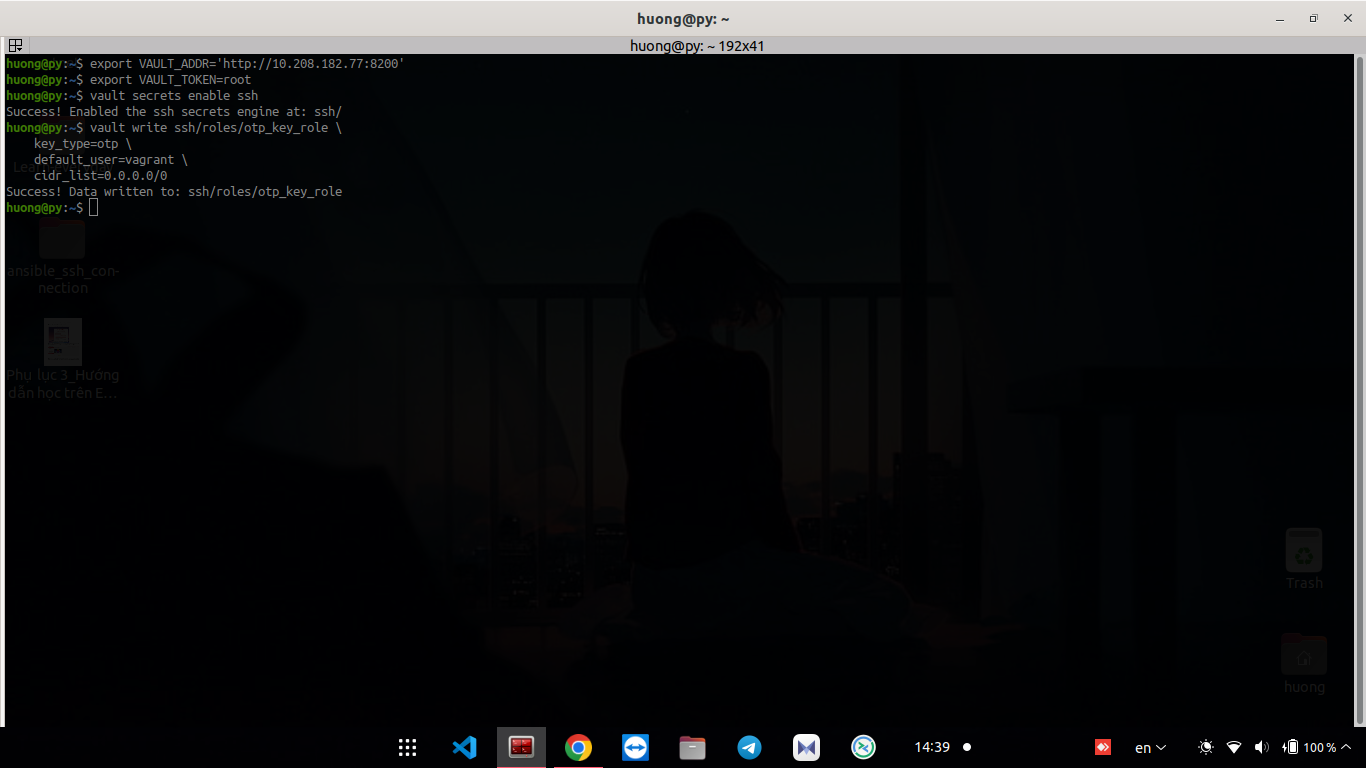 huong@py: ~
huong@py: ~ 192x41
huong@py:~$ export VAULT_ADDR='http://10.208.182.77:8200'
huong@py:~$ export VAULT_TOKEN=root
huong@py:~$ vault secrets enable ssh
Success! Enabled the ssh secrets engine at: ssh/
huong@py:~$ vault write ssh/roles/otp_key_role \
    key_type=otp \
    default_user=vagrant \
    cidr_list=0.0.0.0/0
Success! Data written to: ssh/roles/otp_key_role
huong@py:~$
ansible_ssh_con-
nection
Phụ lục 3_Hướng
dẫn học trên E...
Trash
huong
14:39
en
100 %